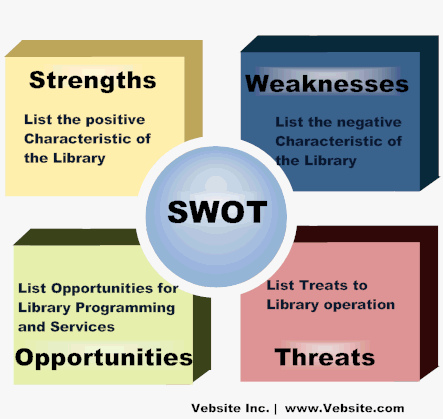 Strengths
List the positive
Characteristic of
the Library
Weaknesses
List the negative
Characteristic of
the Library
SWOT
List Opportunities for
Library Programming
and Services
Opportunities
List Treats to
Library operation
Threats
Vebsite Inc. | www.Vebsite.com